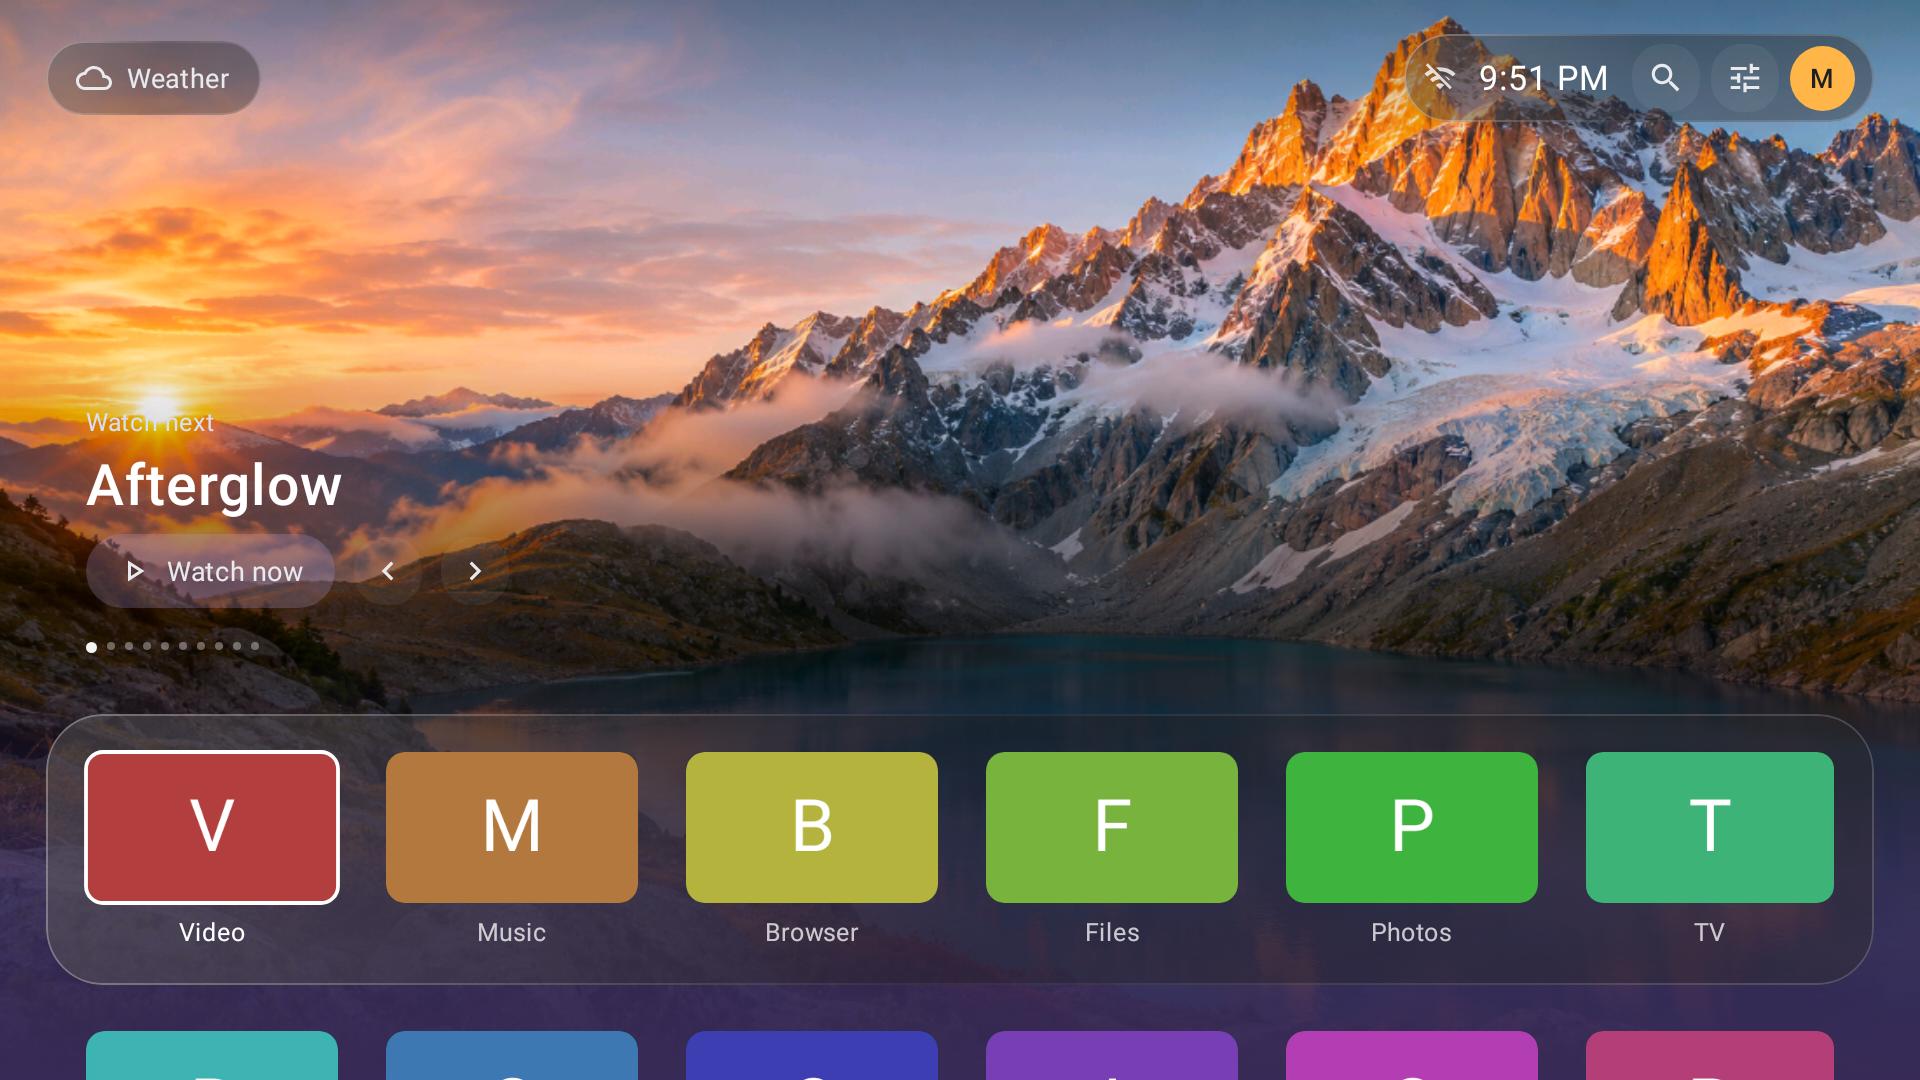 Weather
9:51 PM
M
Watch next
Afterglow
Watch now
V
M
B
F
P
T
Video
Music
Browser
Files
Photos
TV